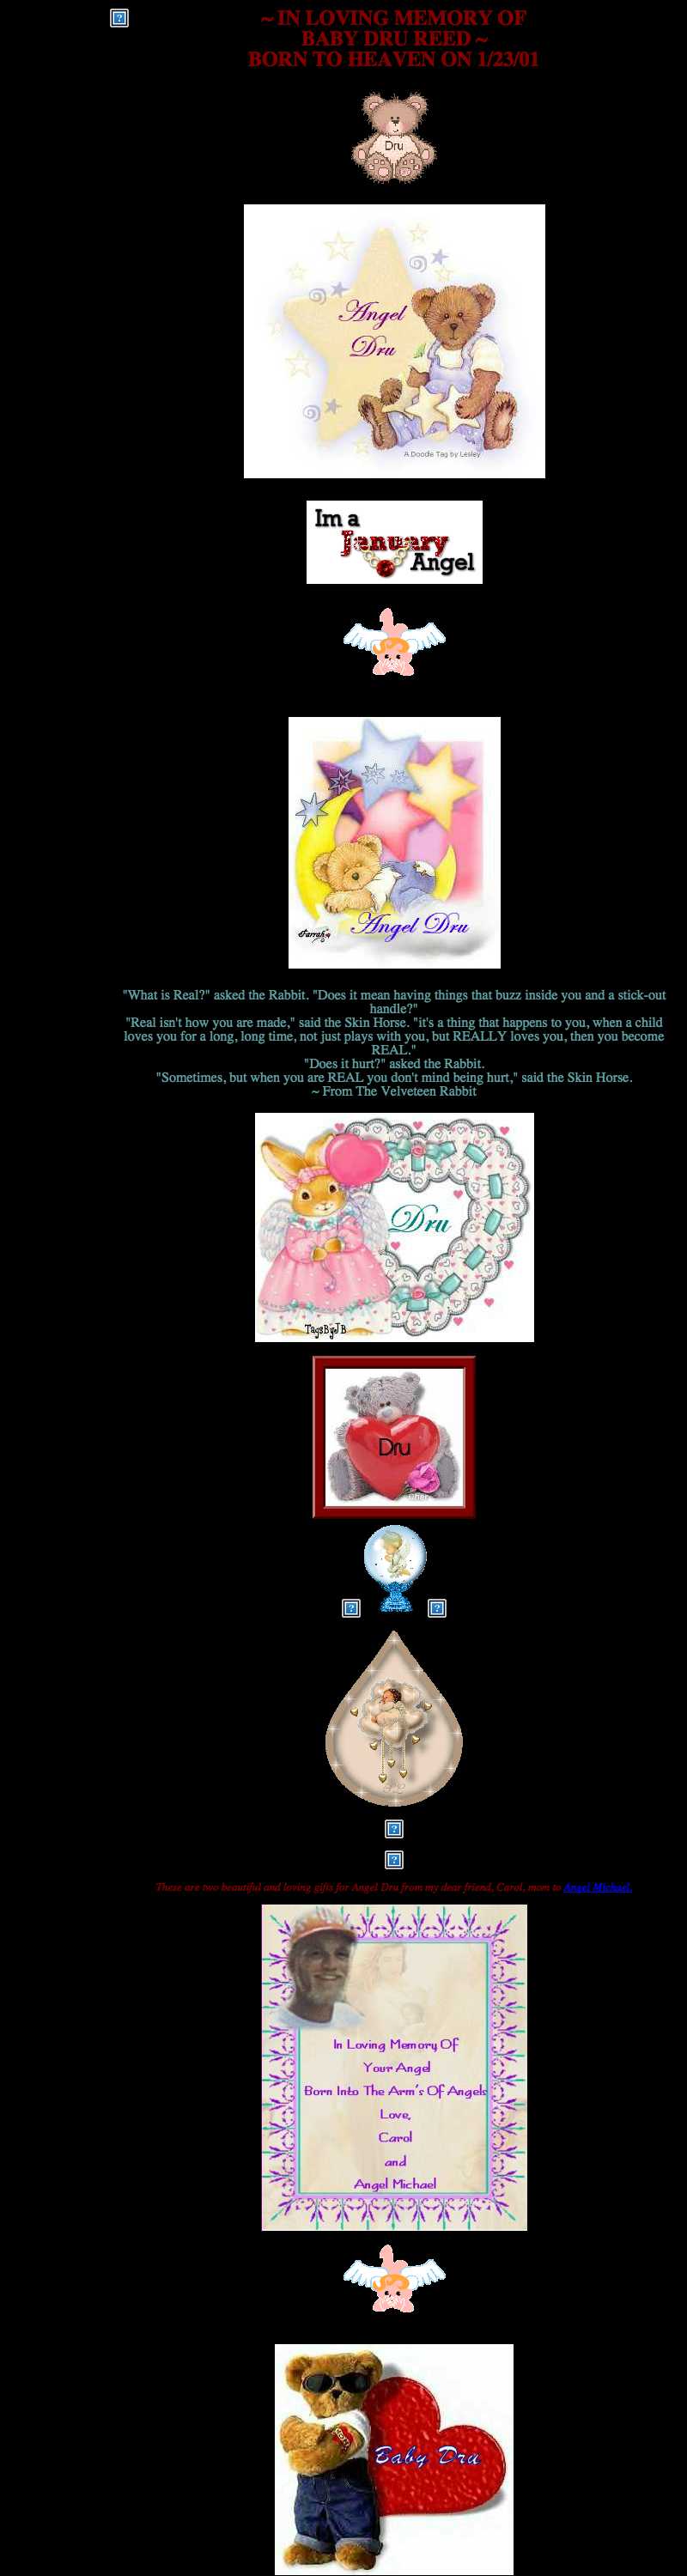 ~ IN LOVING MEMORY OF
BABY DRU REED ~
BORN TO HEAVEN ON 1/23/01
Dru
Angel
Dru
A Doodle Tag by Lesley
Im a
January
Angel
Angel Dru
"What is Real?" asked the Rabbit. "Does it mean having things that buzz inside you and a stick-out
handle?"
"Real isn't how you are made," said the Skin Horse. "it's a thing that happens to you, when a child
loves you for a long, long time, not just plays with you, but REALLY loves you, then you become
REAL."
"Does it hurt?" asked the Rabbit.
"Sometimes, but when you are REAL you don't mind being hurt," said the Skin Horse.
~ From The Velveteen Rabbit
Dru
TagsByJB
Dru
These are two beautiful and loving gifts for Angel Dru from my dear friend, Carol, mom to Angel Michael.
In Loving Memory Of
Your Angel
Born Into The Arm's Of Angels
Love,
Carol
and
Angel Michael
Baby Dru